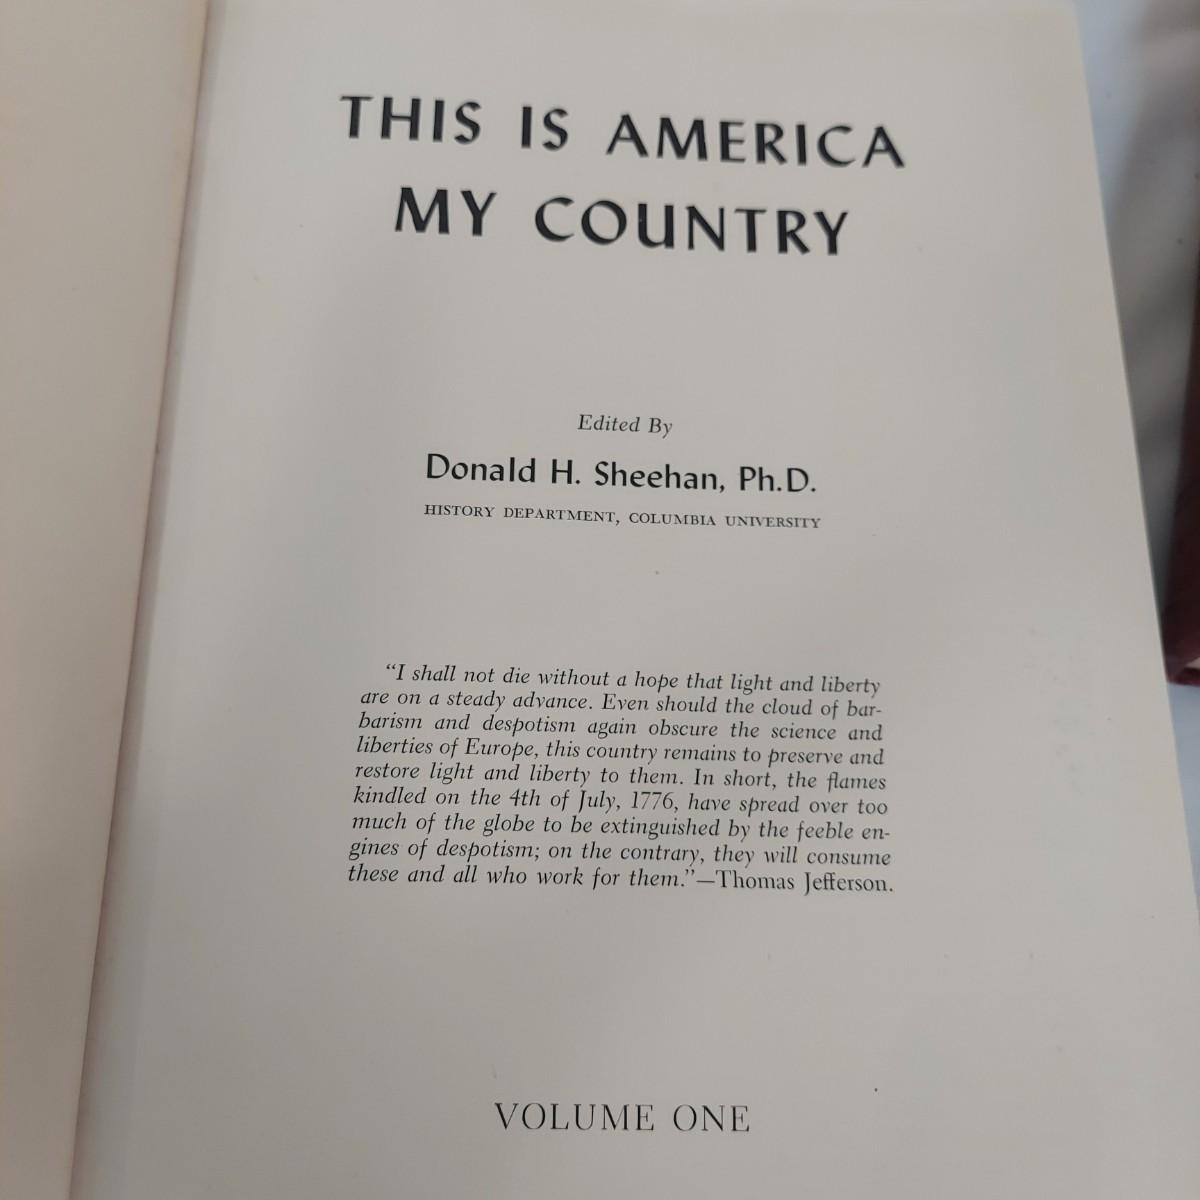 THIS IS AMERICA
MY COUNTRY
Edited By
Donald H. Sheehan, Ph.D.
HISTORY DEPARTMENT, COLUMBIA UNIVERSITY
“I shall not die without a hope that light and liberty
are on a steady advance. Even should the cloud of bar-
barism and despotism again obscure the science and
liberties of Europe, this country remains to preserve and
restore light and liberty to them. In short, the flames
kindled on the 4th of July, 1776, have spread over too
much of the globe to be extinguished by the feeble en-
gines of despotism; on the contrary, they will consume
these and all who work for them.”—Thomas Jefferson.
VOLUME ONE